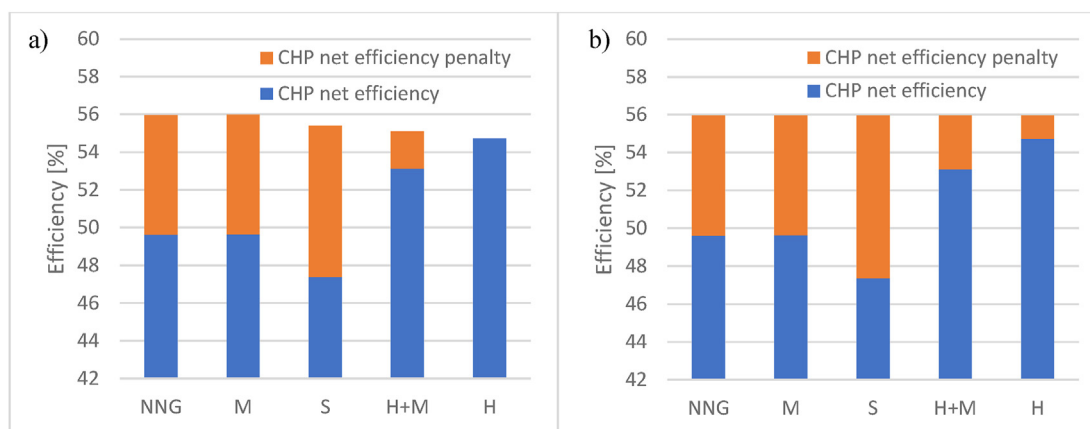 a)
60
58
56
54
52
50
48
46
44
42
Efficiency [%]
CHP net efficiency penalty
CHP net efficiency
NNG M S H+M H
b)
60
58
56
54
52
50
48
46
44
42
Efficiency [%]
CHP net efficiency penalty
CHP net efficiency
NNG M S H+M H